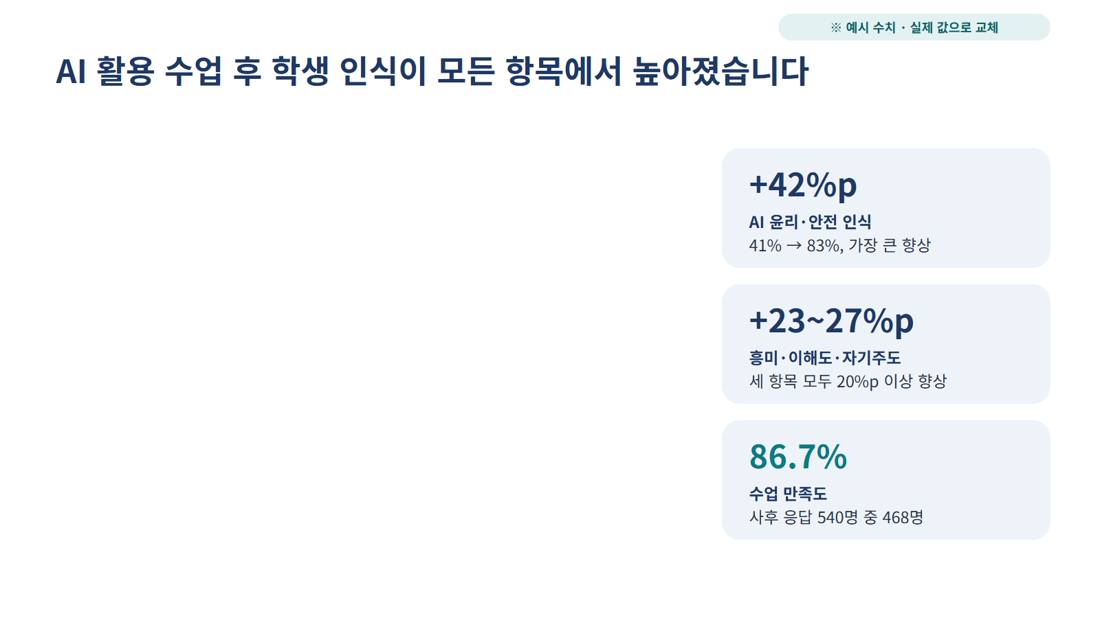 ※ 예시 수치 · 실제 값으로 교체
AI 활용 수업 후 학생 인식이 모든 항목에서 높아졌습니다
+42%p
AI 윤리·안전 인식
41% → 83%, 가장 큰 향상
+23~27%p
흥미·이해도·자기주도
세 항목 모두 20%p 이상 향상
86.7%
수업 만족도
사후 응답 540명 중 468명